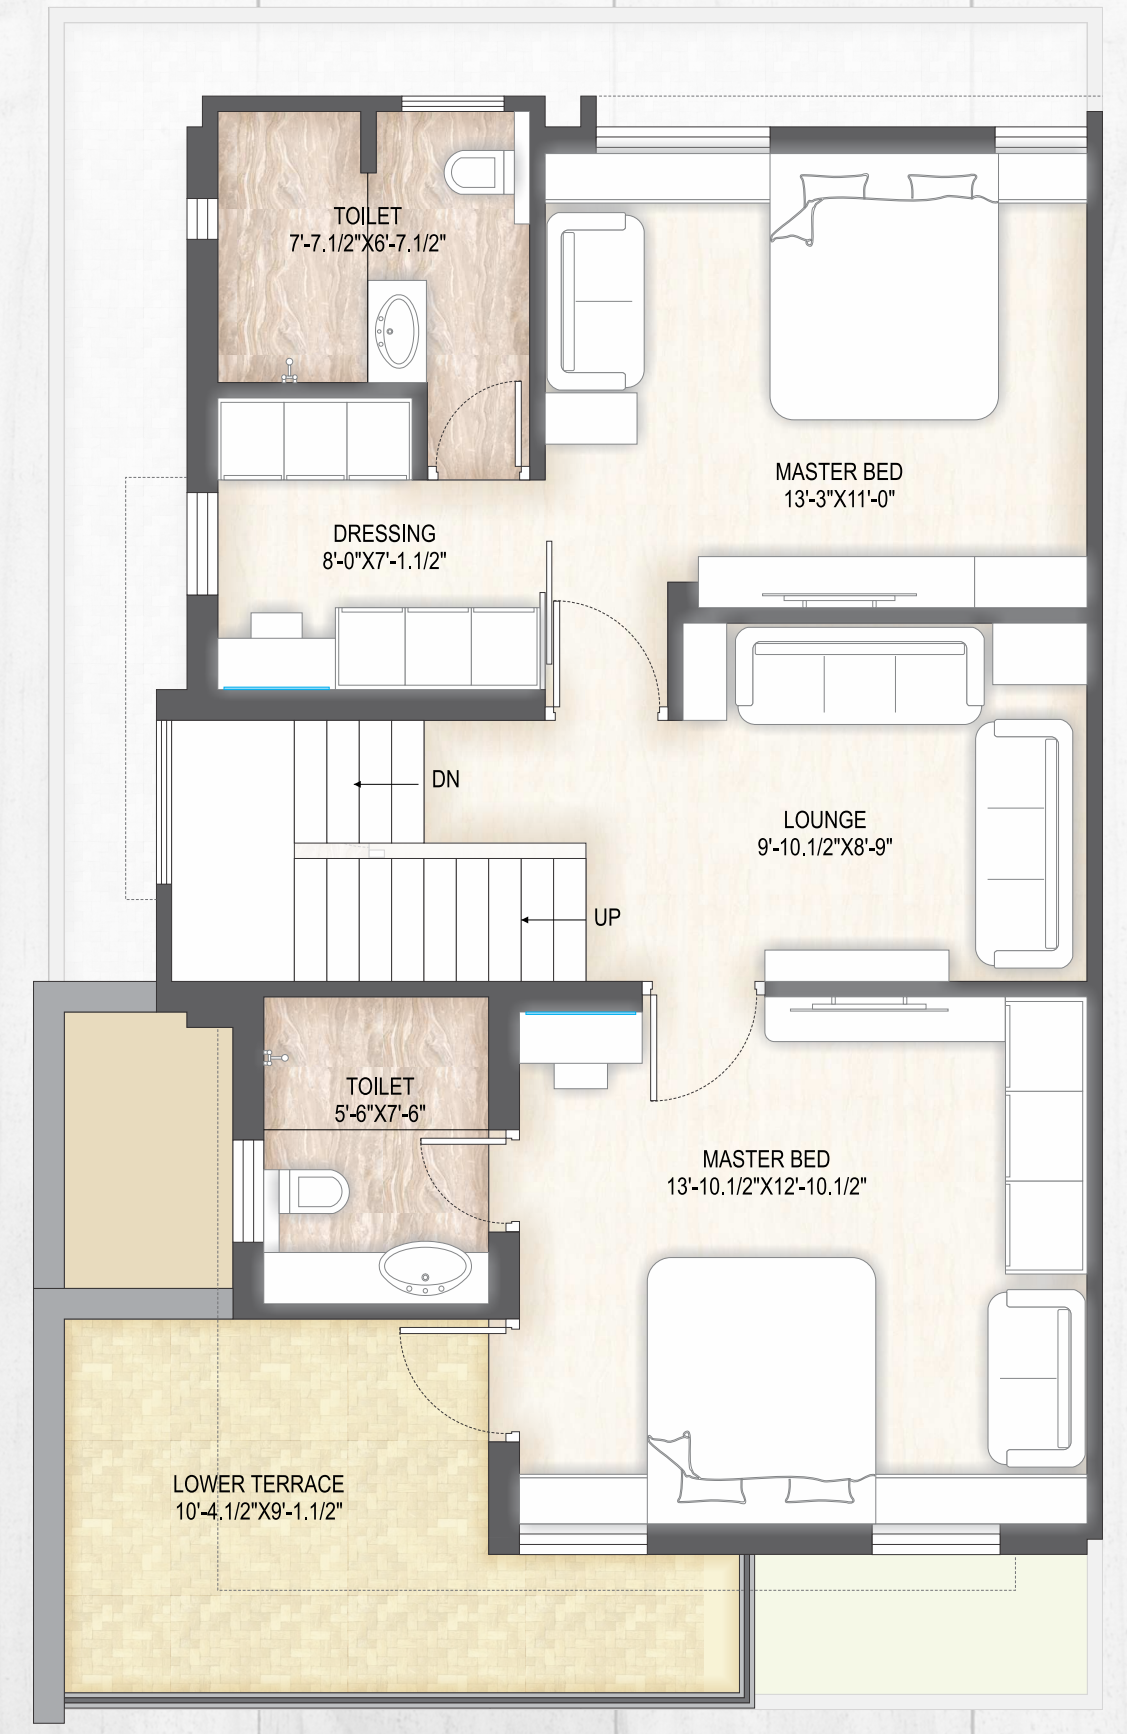 TOILET
7'-7.1/2"X6'-7.1/2"
MASTER BED
13'-3"X11'-0"
DRESSING
8'-0"X7'-1.1/2"
DN
LOUNGE
9'-10.1/2"X8'-9"
UP
TOILET
5'-6"X7'-6"
MASTER BED
13'-10.1/2"X12'-10.1/2"
LOWER TERRACE
10'-4.1/2"X9'-1.1/2"